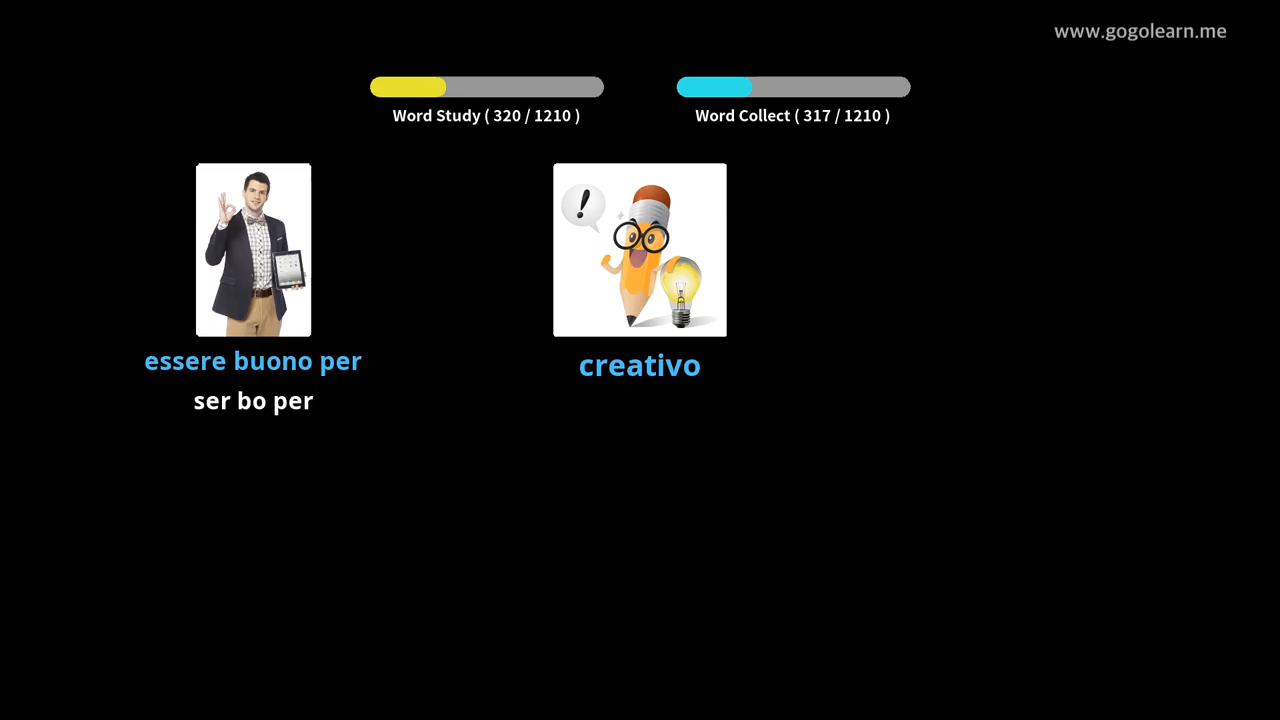 www.gogolearn.me
Word Study ( 320 / 1210 )
Word Collect ( 317 / 1210 )
!
essere buono per
creativo
ser bo per